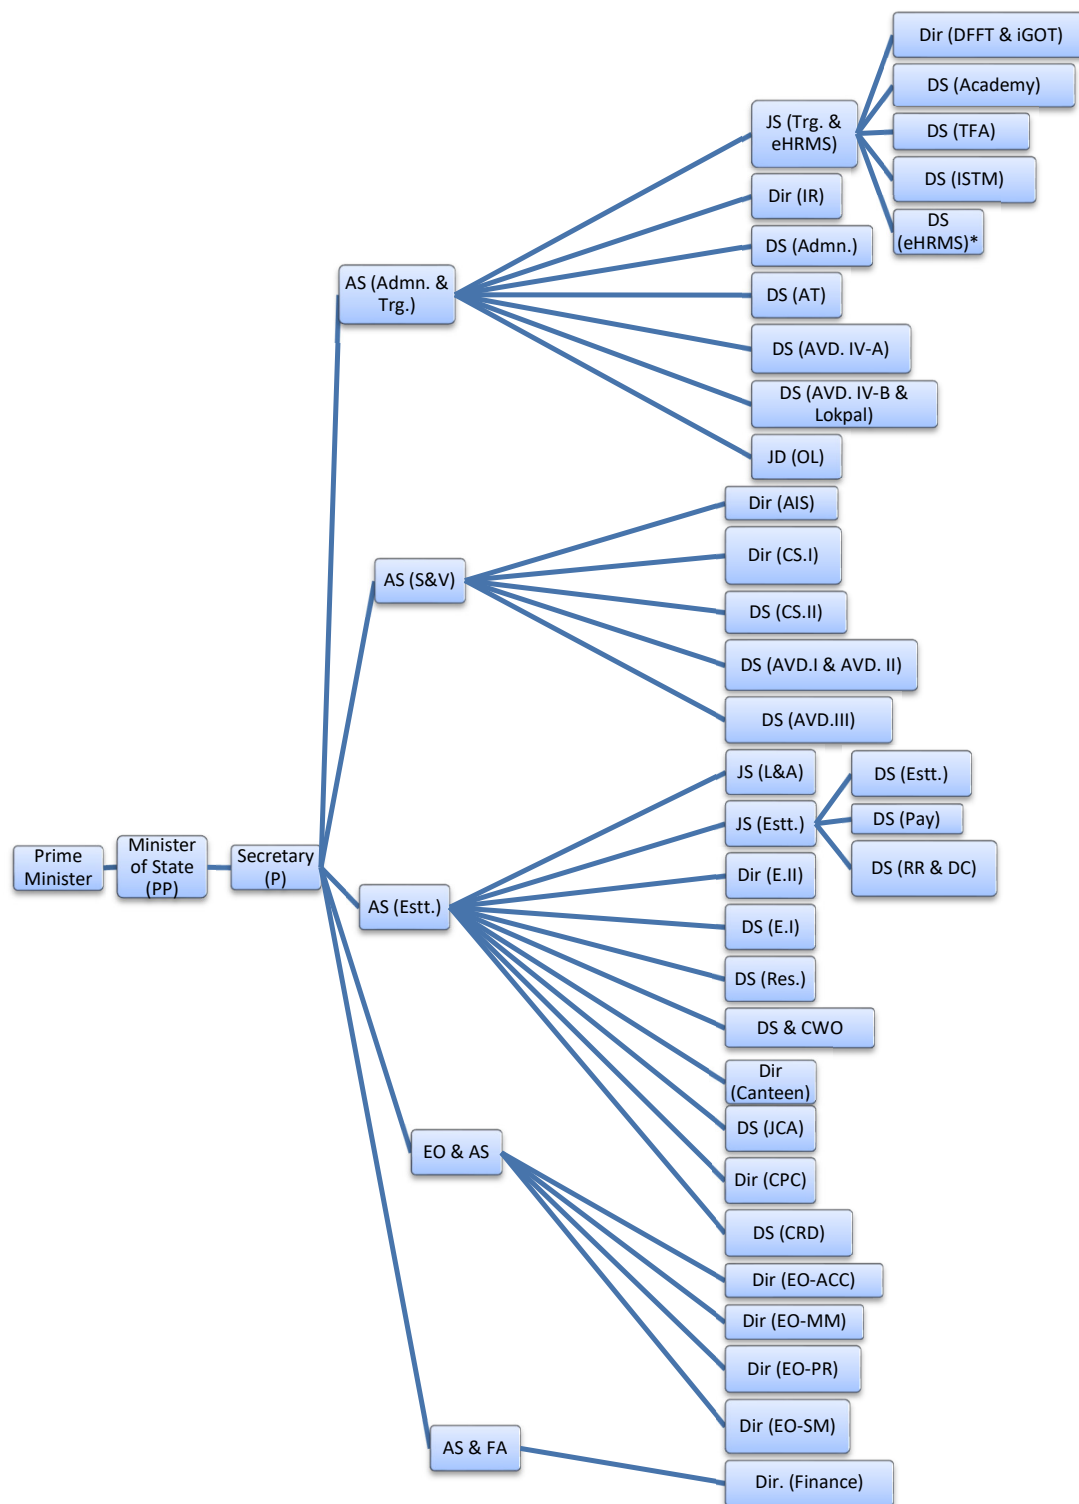 Dir (DFFT & iGOT)
DS (Academy)
JS (Trg. &
eHRMS)
DS (TFA)
DS (ISTM)
Dir (IR)
DS
(eHRMS)*
DS (Admn.)
AS (Admn. &
Trg.)
DS (AT)
DS (AVD. IV-A)
DS (AVD. IV-B &
Lokpal)
JD (OL)
Dir (AIS)
Dir (CS.I)
AS (S&V)
DS (CS.II)
DS (AVD.I & AVD. II)
DS (AVD.III)
JS (L&A)
DS (Estt.)
JS (Estt.)
DS (Pay)
DS (RR & DC)
Prime
Minister
Minister
of State
(PP)
Secretary
(P)
Dir (E.II)
AS (Estt.)
DS (E.I)
DS (Res.)
DS & CWO
Dir
(Canteen)
DS (JCA)
EO & AS
Dir (CPC)
DS (CRD)
Dir (EO-ACC)
Dir (EO-MM)
Dir (EO-PR)
Dir (EO-SM)
AS & FA
Dir. (Finance)